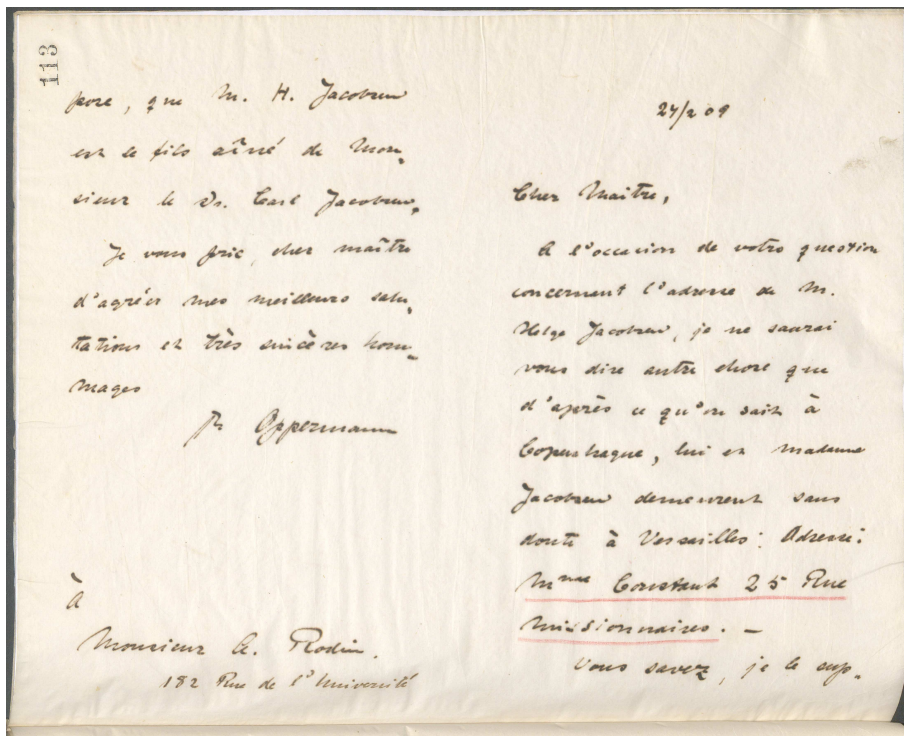 113
24/2 09
Cher Maître,
A l'occasion de votre question
concernent l'adresse de M.
Helge Jacobsen, je ne saurai
vous dire autre chose que
d'après ce qu'on sait à
Copenhague, lui et madame
Jacobsen demeurent sans
doute à Versailles: Adresse:
Mme Constant 25 Rue
Missionnaires. —
Vous savez, je le sup-
pose, que M. H. Jacobsen
est le fils aîné de Mon-
sieur le Dr. Carl Jacobsen.
Je vous prie, cher maître
d'agréer mes meilleurs salu-
tations et très sincères hom-
mages
Oppermann
À
Monsieur A. Rodin.
182 Rue de l'Université